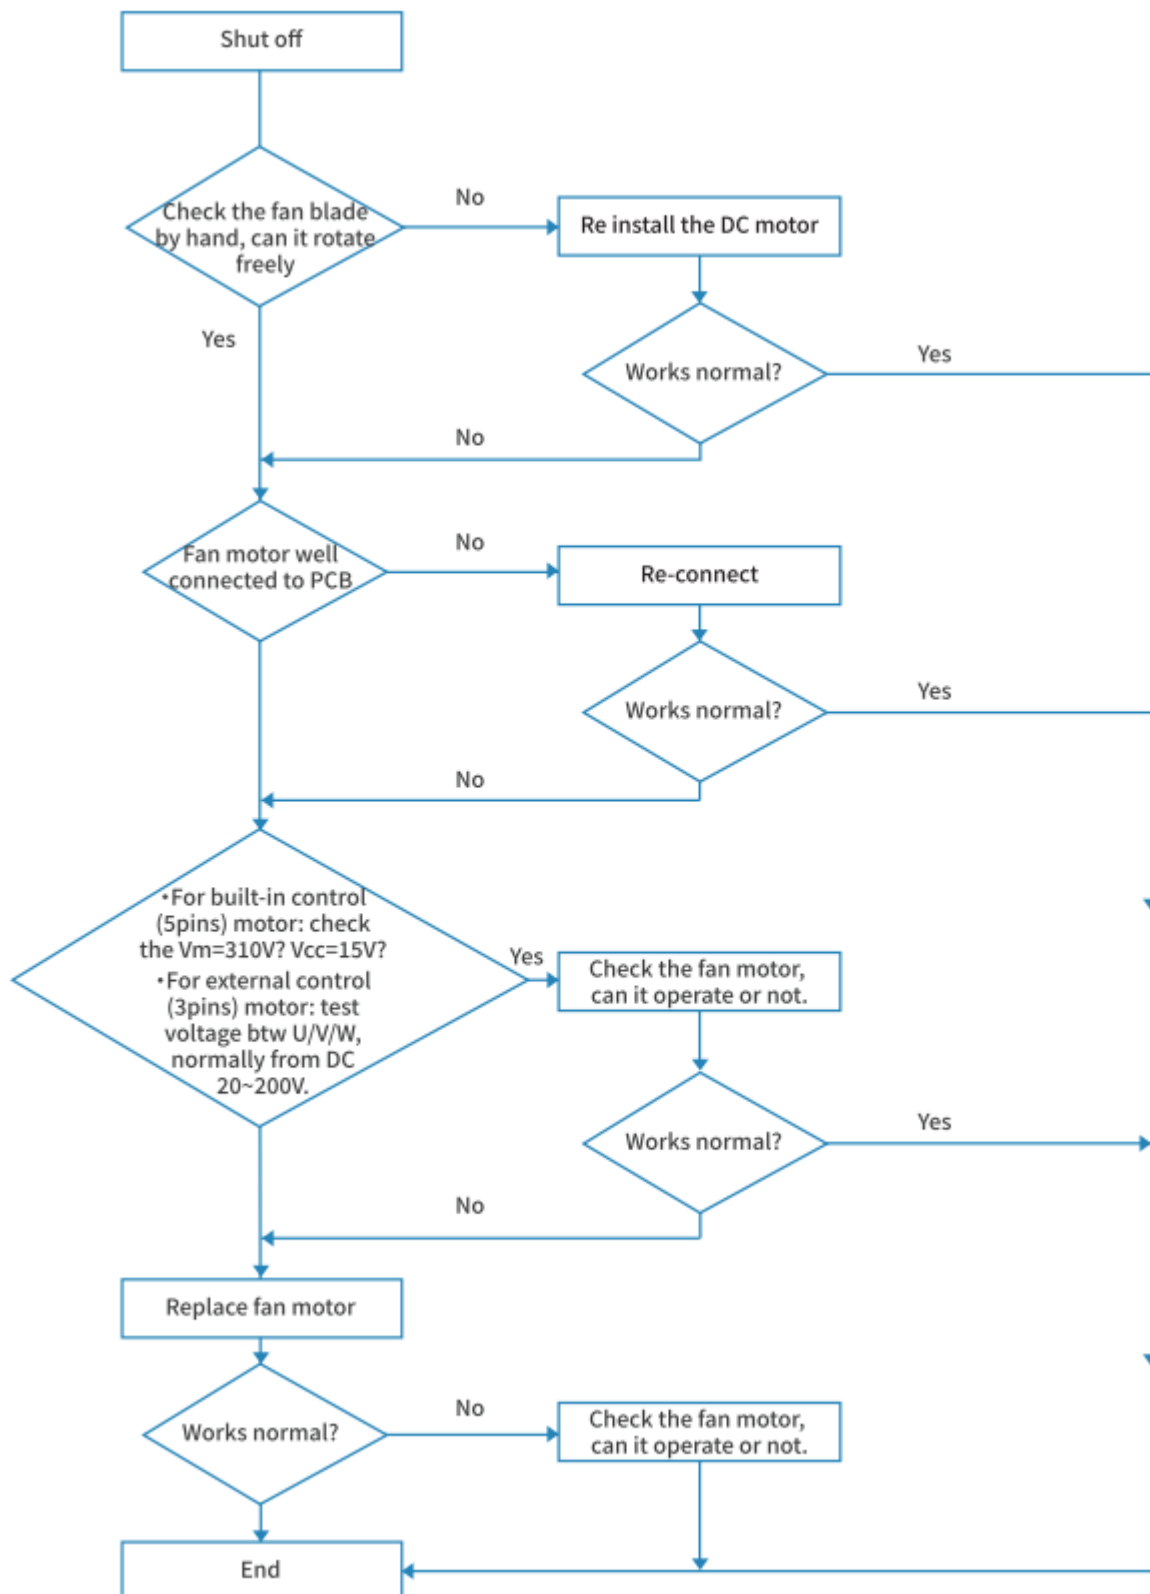 Shut off
Check the fan blade
by hand, can it rotate
freely
No
Re install the DC motor
Yes
Works normal?
Yes
No
Fan motor well
connected to PCB
No
Re-connect
Works normal?
Yes
No
•For built-in control
(5pins) motor: check
the Vm=310V? Vcc=15V?
•For external control
(3pins) motor: test
voltage btw U/V/W,
normally from DC
20~200V.
Yes
Check the fan motor,
can it operate or not.
Works normal?
Yes
No
Replace fan motor
Works normal?
No
Check the fan motor,
can it operate or not.
End